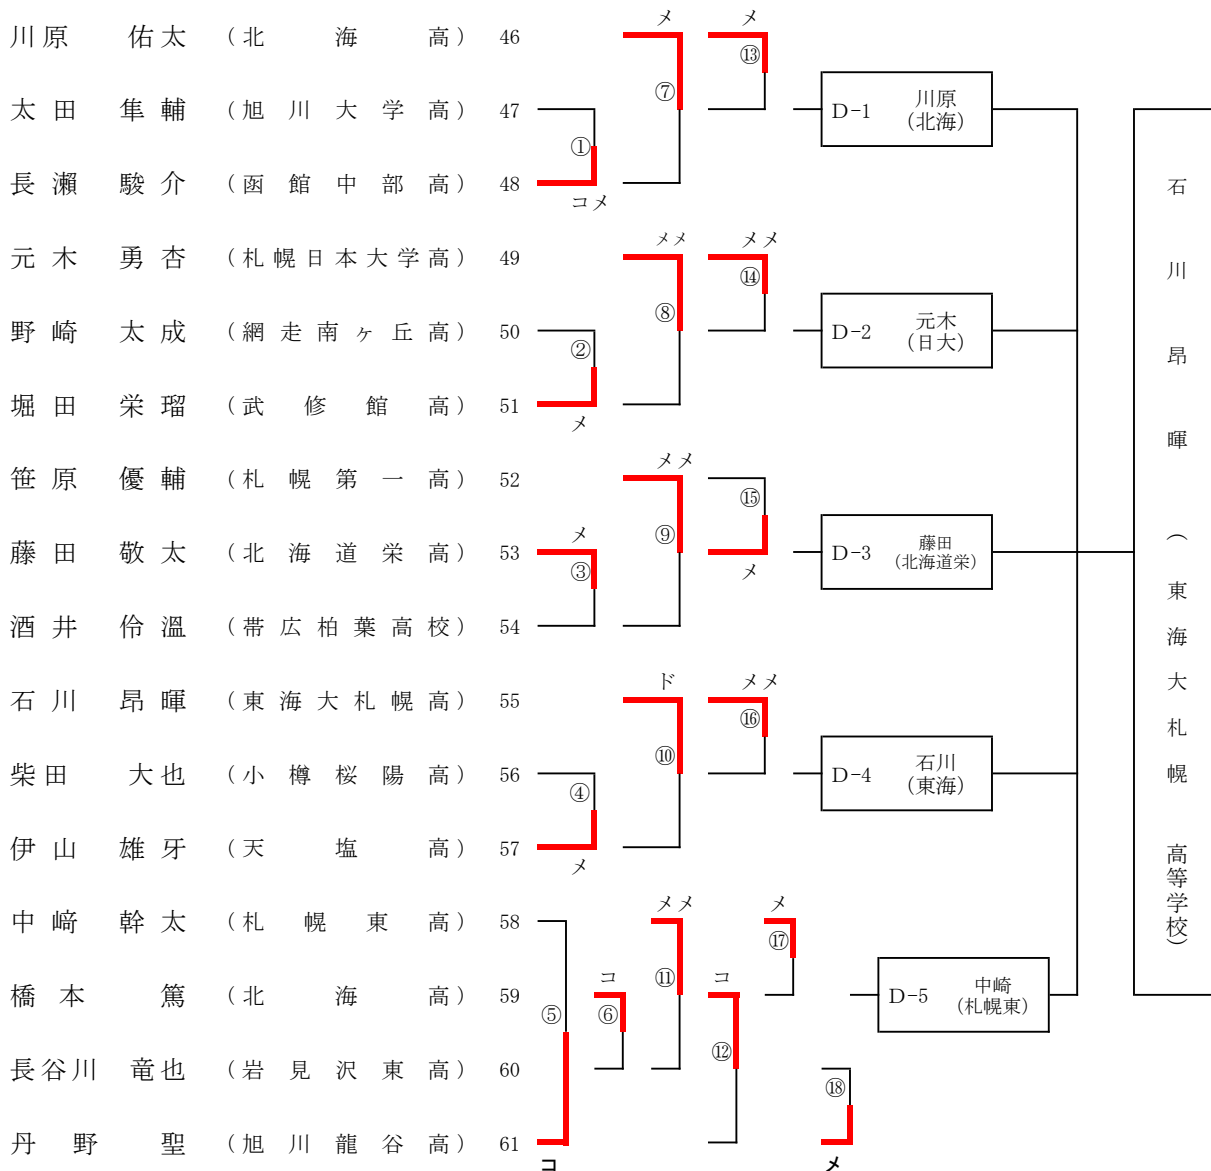 メ メ
川原 佑太 (北海高) 46
⑬
⑦
太田 隼輔 (旭川大学高) 47
D-1 川原
(北海)
①
長瀬 駿介 (函館中部高) 48
コメ
メメ メメ
元木 勇杏 (札幌日本大学高) 49
⑭
⑧
野崎 太成 (網走南ヶ丘高) 50
D-2 元木
(日大)
②
堀田 栄瑠 (武修館高) 51
メ
メメ
笹原 優輔 (札幌第一高) 52
⑮
⑨
メ
藤田 敬太 (北海道栄高) 53
D-3 藤田
(北海道栄)
③
メ
酒井 伶溫 (帯広柏葉高校) 54
ド メメ
石川 昂暉 (東海大札幌高) 55
⑯
⑩
柴田 大也 (小樽桜陽高) 56
D-4 石川
(東海)
④
伊山 雄牙 (天塩高) 57
メ
メメ メ
中﨑 幹太 (札幌東高) 58
⑰
⑪
コ コ
橋本 篤 (北海高) 59
D-5 中崎
(札幌東)
⑤ ⑥
⑫
長谷川 竜也 (岩見沢東高) 60
⑱
丹野 聖 (旭川龍谷高) 61
コ メ
石川昂暉(東海大札幌高等学校)